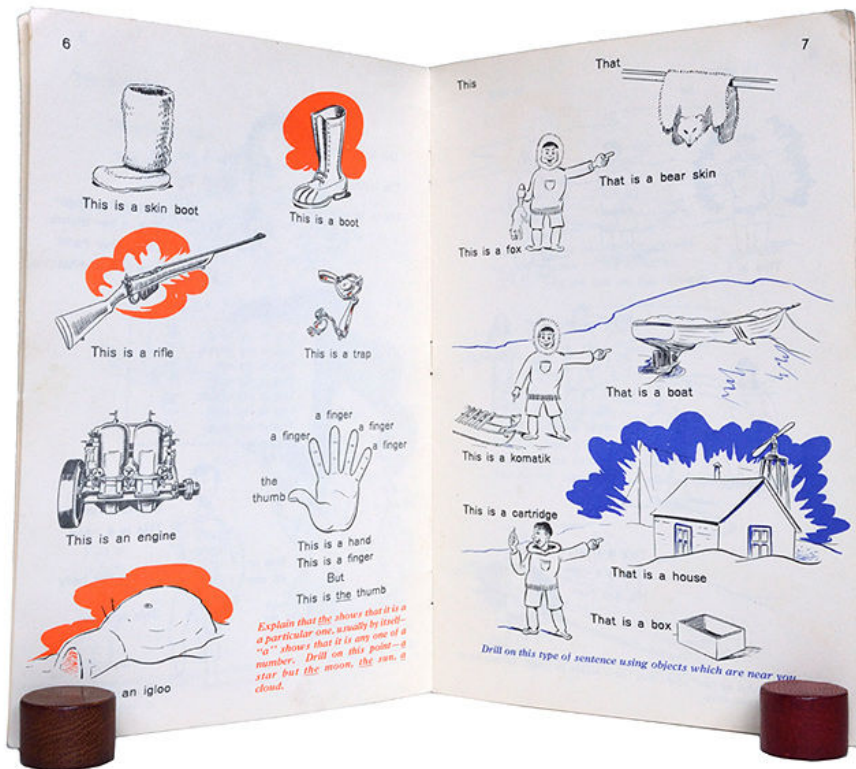 6
This is a skin boot
This is a boot
This is a rifle
This is a trap
This is an engine
a finger
a finger
a finger
a finger
the
thumb
This is a hand
This is a finger
But
This is the thumb
an igloo
Explain that the shows that it is a
a particular one, usually by itself—
"a" shows that it is any one of a
number. Drill on this point—a
star but the moon, the sun, a
cloud.
7
This
That
That is a bear skin
This is a fox
That is a boat
This is a komatik
This is a cartridge
That is a house
That is a box
Drill on this type of sentence using objects which are near you